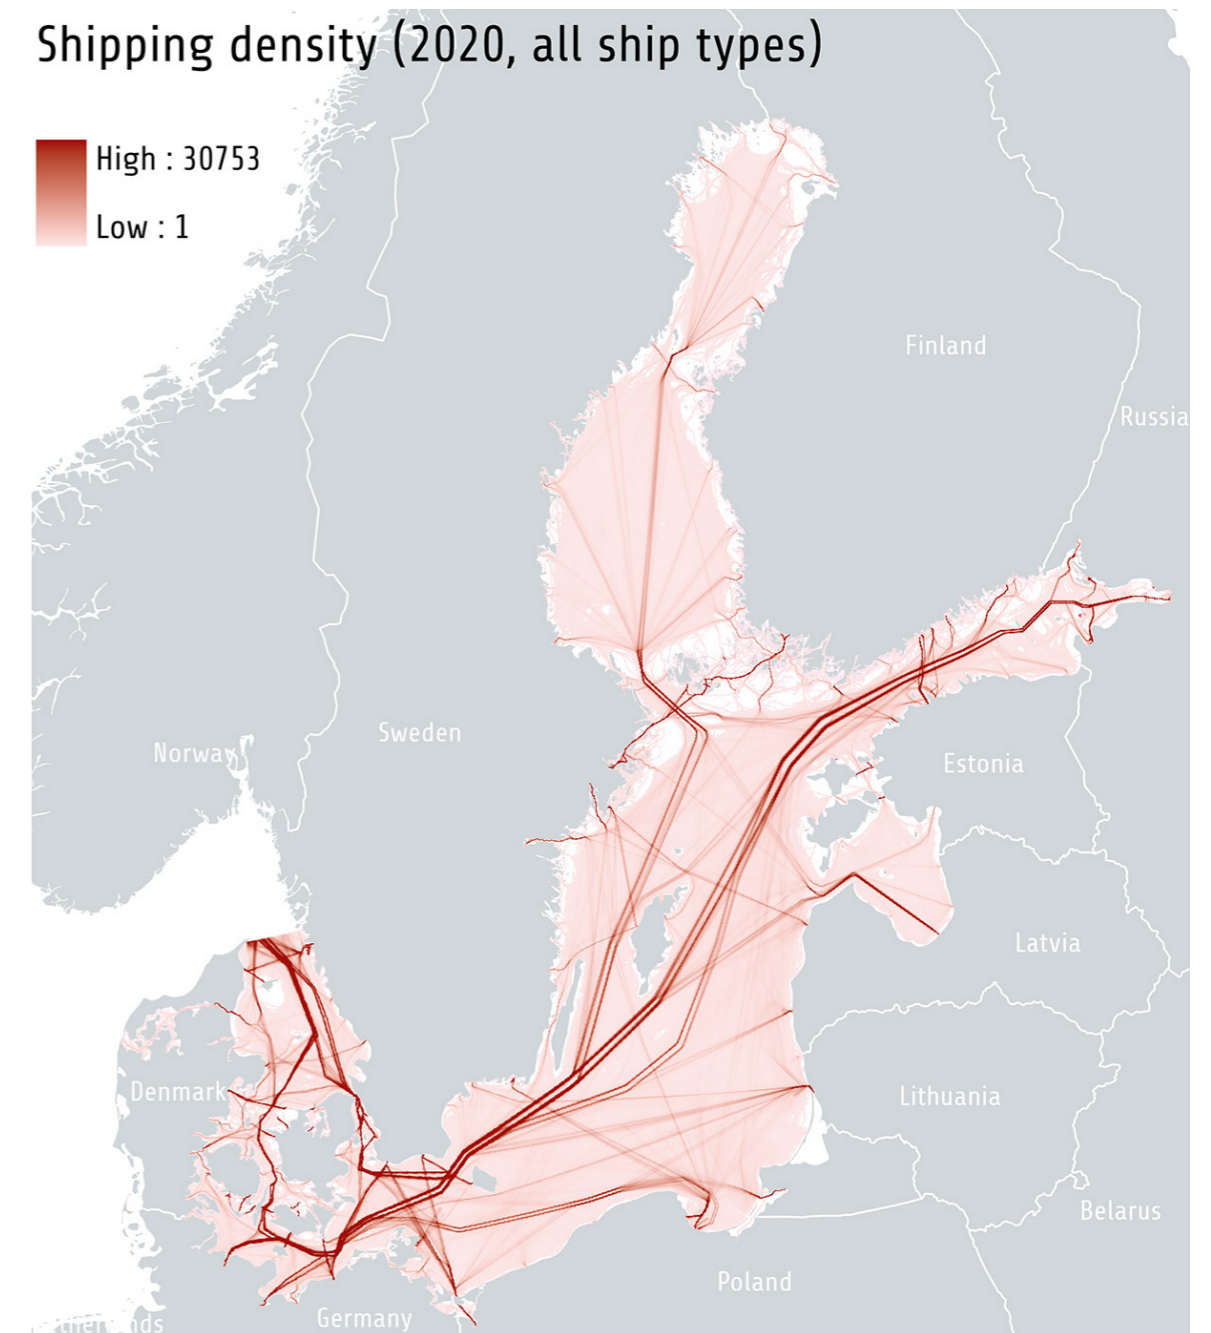 Shipping density (2020, all ship types)
High : 30753
Low : 1
Finland
Russia
Sweden
Norway
Estonia
Latvia
Denmark
Lithuania
Belarus
Poland
Germany